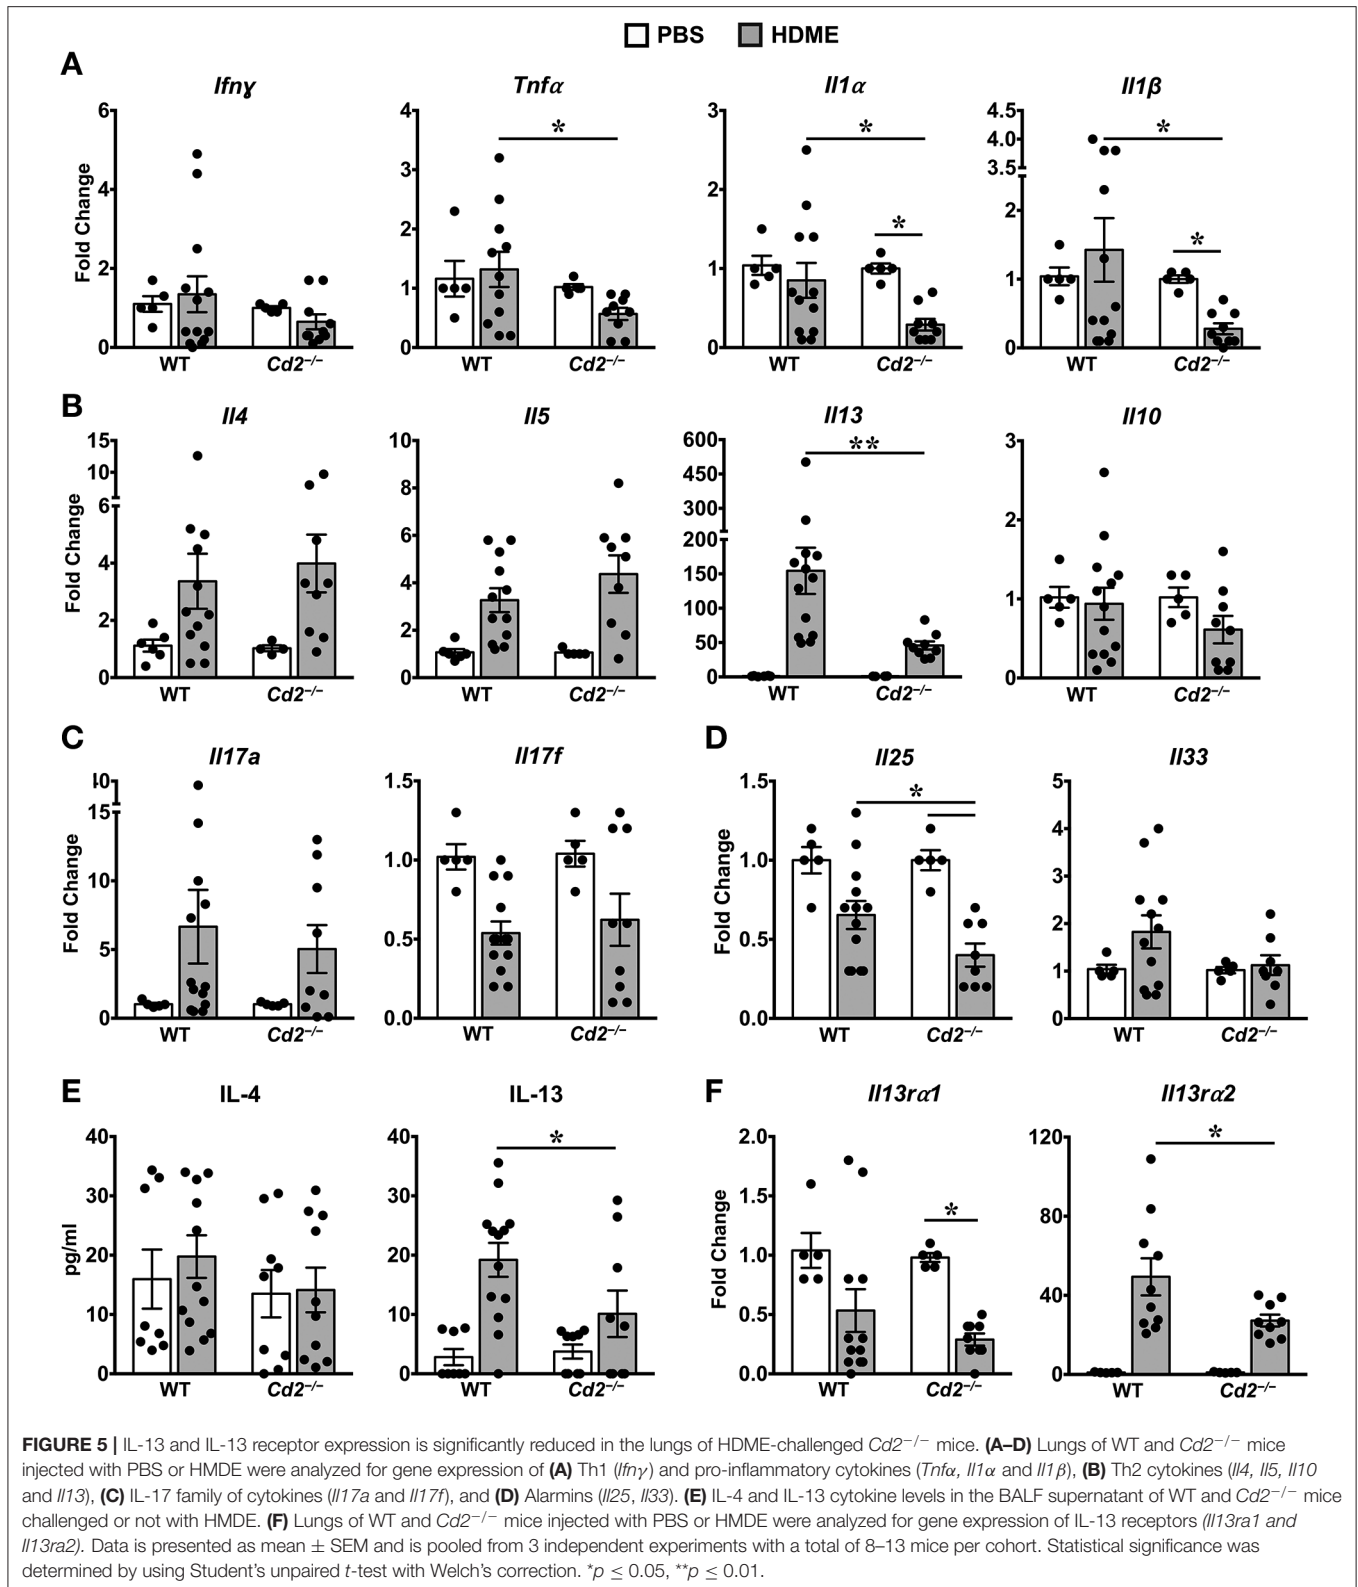 PBS HDME
A
Ifnɣ Tnfα Il1α Il1β
6 4 3 4.5
4.0
3.5
4 3 2 2
2 2 1 1
1
0 0 0 0
Fold Change
* * * * *
WT Cd2−/− WT Cd2−/− WT Cd2−/− WT Cd2−/−
B
Il4 Il5 Il13 Il10
15 10 600 3
10 8 450
300
6 6 200 2
4 4 150
100 1
2 2 50
0 0 0 0
Fold Change
**
WT Cd2−/− WT Cd2−/− WT Cd2−/− WT Cd2−/−
C D
Il17a Il17f Il25 Il33
15 1.5 1.5 5
4
10 1.0 1.0 3
5 0.5 0.5 2
1
0 0.0 0.0 0
Fold Change Fold Change
*
WT Cd2−/− WT Cd2−/− WT Cd2−/− WT Cd2−/−
E F
IL-4 IL-13 Il13rα1 Il13rα2
40 40 2.0 120
30 30 1.5 80
20 20 1.0
10 10 0.5 40
0 0 0.0 0
pg/ml Fold Change
* * *
WT Cd2−/− WT Cd2−/− WT Cd2−/− WT Cd2−/−
FIGURE 5 | IL-13 and IL-13 receptor expression is significantly reduced in the lungs of HDME-challenged Cd2−/− mice. (A–D) Lungs of WT and Cd2−/− mice
injected with PBS or HMDE were analyzed for gene expression of (A) Th1 (Ifnγ) and pro-inflammatory cytokines (Tnfα, Il1α and Il1β), (B) Th2 cytokines (Il4, Il5, Il10
and Il13), (C) IL-17 family of cytokines (Il17a and Il17f), and (D) Alarmins (Il25, Il33). (E) IL-4 and IL-13 cytokine levels in the BALF supernatant of WT and Cd2−/− mice
challenged or not with HMDE. (F) Lungs of WT and Cd2−/− mice injected with PBS or HMDE were analyzed for gene expression of IL-13 receptors (Il13ra1 and
Il13ra2). Data is presented as mean ± SEM and is pooled from 3 independent experiments with a total of 8–13 mice per cohort. Statistical significance was
determined by using Student's unpaired t-test with Welch's correction. *p ≤ 0.05, **p ≤ 0.01.